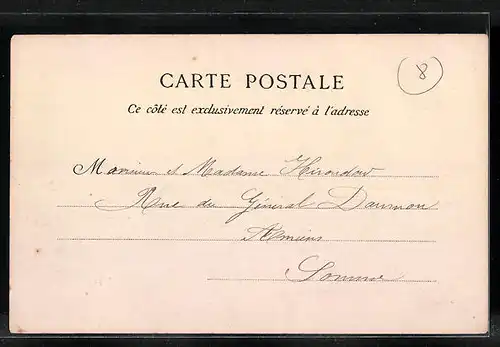 CARTE POSTALE
8
Ce côté est exclusivement réservé à l'adresse
Monsieur et Madame
Rue du Général
Amiens
Somme